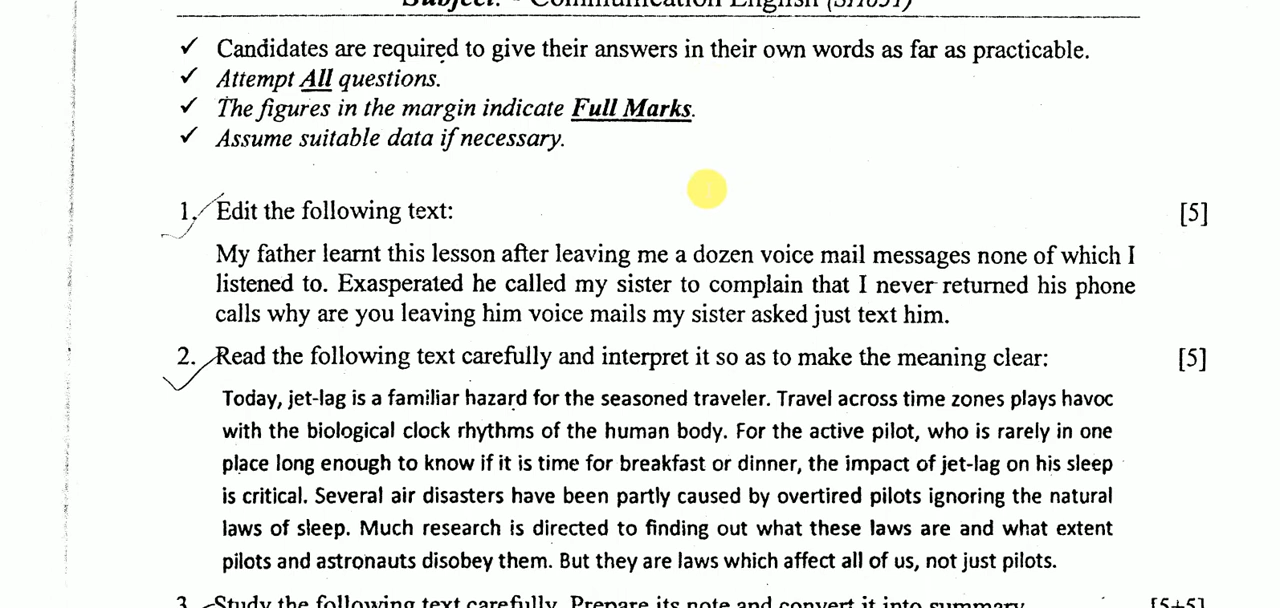 Subject: - Communication English (SH651)
✓ Candidates are required to give their answers in their own words as far as practicable.
✓ Attempt All questions.
✓ The figures in the margin indicate Full Marks.
✓ Assume suitable data if necessary.
1. Edit the following text: [5]
My father learnt this lesson after leaving me a dozen voice mail messages none of which I
listened to. Exasperated he called my sister to complain that I never returned his phone
calls why are you leaving him voice mails my sister asked just text him.
2. Read the following text carefully and interpret it so as to make the meaning clear: [5]
Today, jet-lag is a familiar hazard for the seasoned traveler. Travel across time zones plays havoc
with the biological clock rhythms of the human body. For the active pilot, who is rarely in one
place long enough to know if it is time for breakfast or dinner, the impact of jet-lag on his sleep
is critical. Several air disasters have been partly caused by overtired pilots ignoring the natural
laws of sleep. Much research is directed to finding out what these laws are and what extent
pilots and astronauts disobey them. But they are laws which affect all of us, not just pilots.
3. Study the following text carefully. Prepare its note and convert it into summary. [5+5]